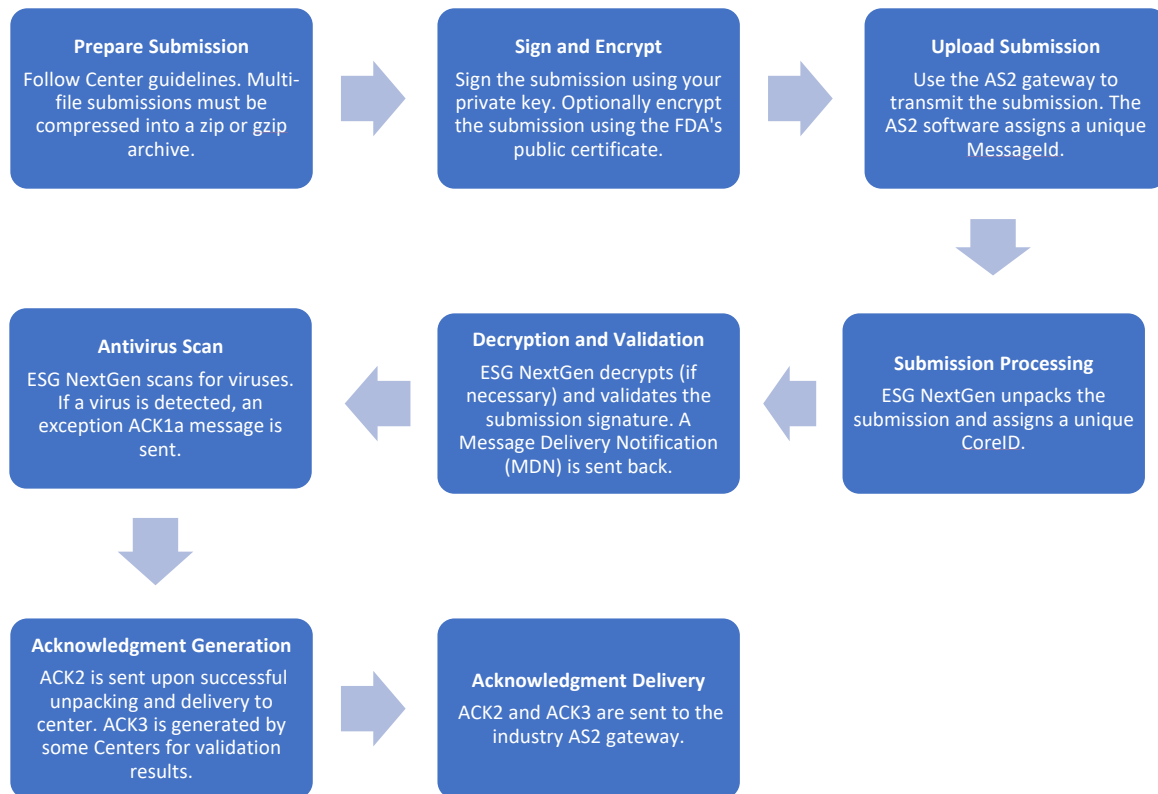 Prepare Submission
Follow Center guidelines. Multi-
file submissions must be
compressed into a zip or gzip
archive.
Sign and Encrypt
Sign the submission using your
private key. Optionally encrypt
the submission using the FDA's
public certificate.
Upload Submission
Use the AS2 gateway to
transmit the submission. The
AS2 software assigns a unique
MessageId.
Submission Processing
ESG NextGen unpacks the
submission and assigns a unique
CoreID.
Decryption and Validation
ESG NextGen decrypts (if
necessary) and validates the
submission signature. A
Message Delivery Notification
(MDN) is sent back.
Antivirus Scan
ESG NextGen scans for viruses.
If a virus is detected, an
exception ACK1a message is
sent.
Acknowledgment Generation
ACK2 is sent upon successful
unpacking and delivery to
center. ACK3 is generated by
some Centers for validation
results.
Acknowledgment Delivery
ACK2 and ACK3 are sent to the
industry AS2 gateway.